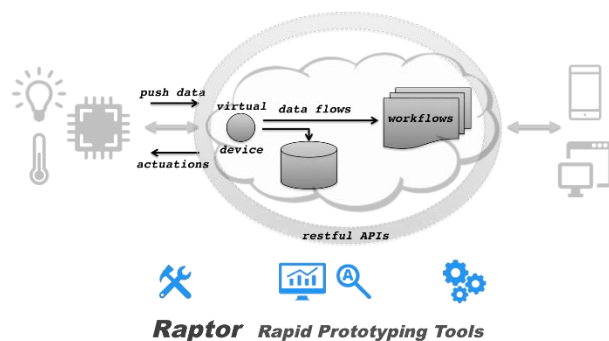 push data
virtual
data flows
workflows
device
actuations
restful APIs
A
Raptor Rapid Prototyping Tools